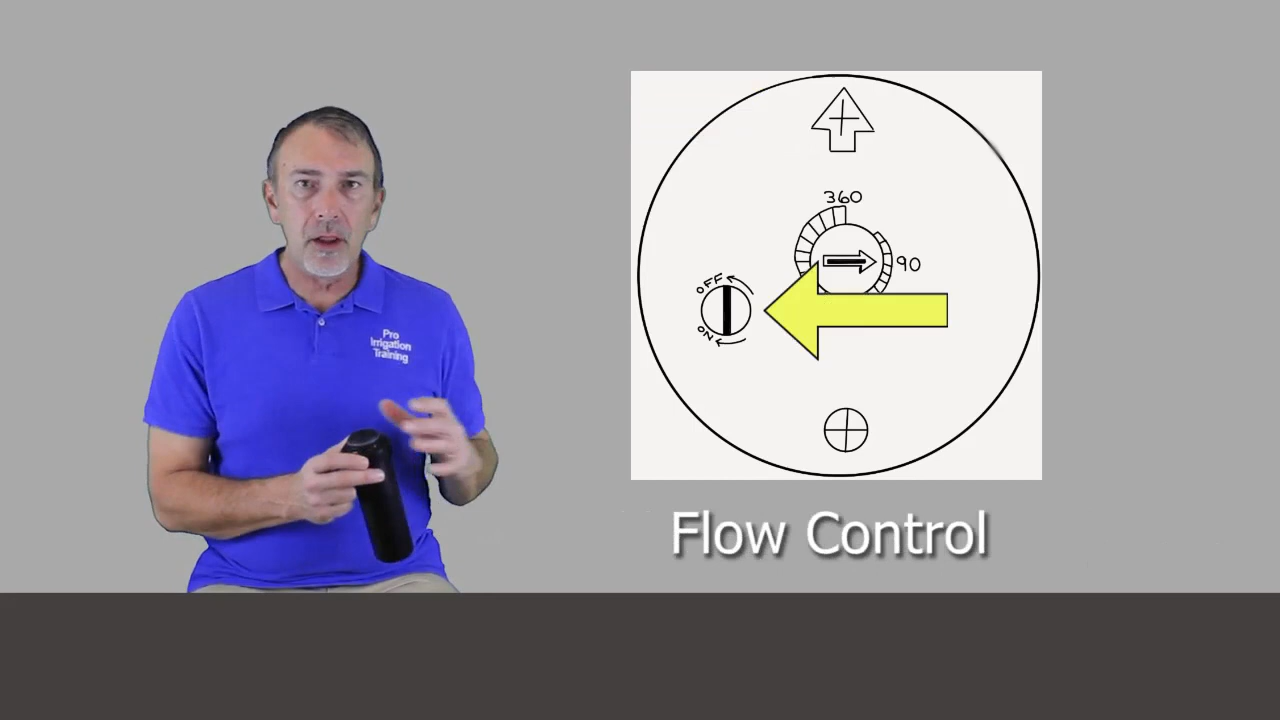 Pro
Irrigation
Training
360
90
OFF
ON
Flow Control